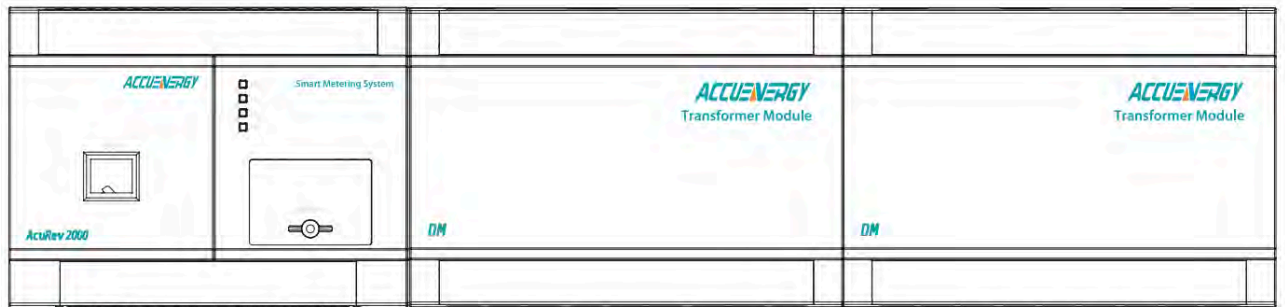 ACCUENERGY
Smart Metering System
AcuRev 2000
ACCUENERGY
Transformer Module
DM
ACCUENERGY
Transformer Module
DM